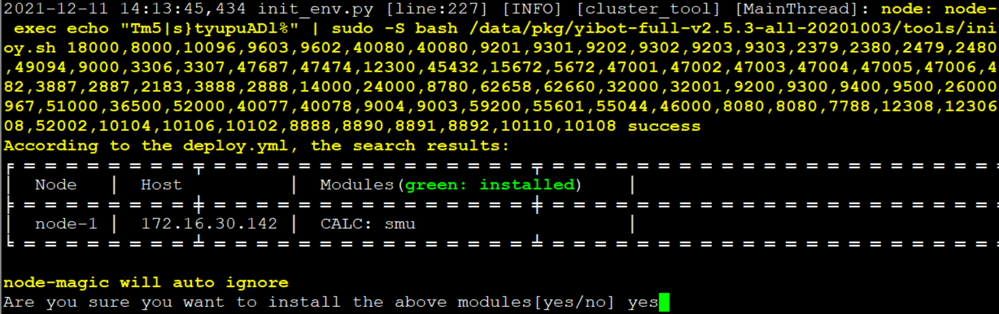 2021-12-11 14:13:45,434 init_env.py [line:227] [INFO] [cluster_tool] [MainThread]: node: node-
exec echo "Tm5|s}tyupuADl%" | sudo -S bash /data/pkg/yibot-full-v2.5.3-all-20201003/tools/ini
oy.sh 18000,8000,10096,9603,9602,40080,40080,9201,9301,9202,9302,9203,9303,2379,2380,2479,2480
,49094,9000,3306,3307,47687,47474,12300,45432,15672,5672,47001,47002,47003,47004,47005,47006,4
82,3887,2887,2183,3888,2888,14000,24000,8780,62658,62660,32000,32001,9200,9300,9400,9500,26000
967,51000,36500,52000,40077,40078,9004,9003,59200,55601,55044,46000,8080,8080,7788,12308,12306
08,52002,10104,10106,10102,8888,8890,8891,8892,10110,10108 success
According to the deploy.yml, the search results:
Node | Host | Modules(green: installed) |
node-1 | 172.16.30.142 | CALC: smu |
node-magic will auto ignore
Are you sure you want to install the above modules[yes/no] yes